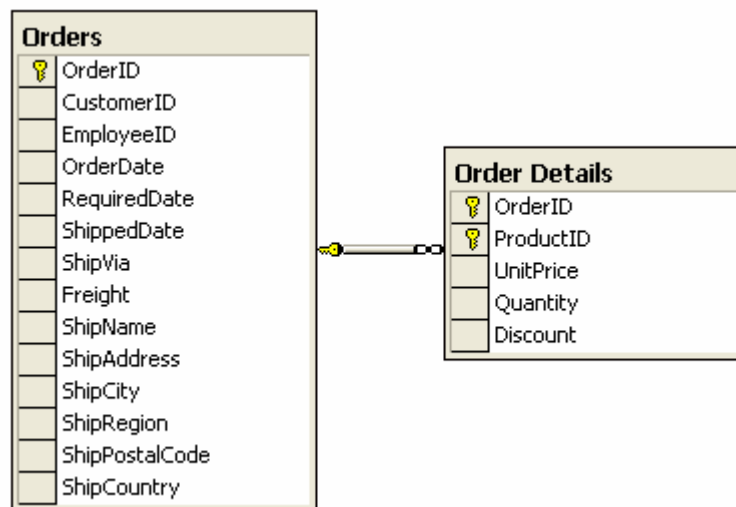 Orders
OrderID
CustomerID
EmployeeID
OrderDate
RequiredDate
ShippedDate
ShipVia
Freight
ShipName
ShipAddress
ShipCity
ShipRegion
ShipPostalCode
ShipCountry
Order Details
OrderID
ProductID
UnitPrice
Quantity
Discount